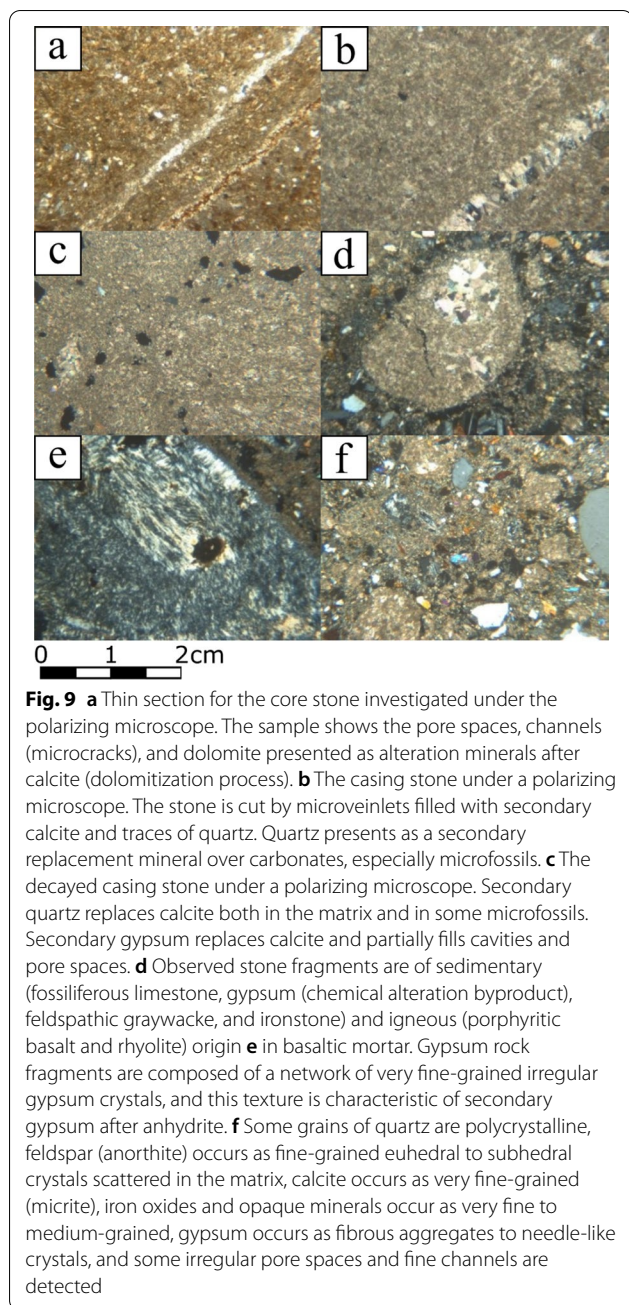 a
b
c
d
e
f
0 1 2cm
Fig. 9 a Thin section for the core stone investigated under the
polarizing microscope. The sample shows the pore spaces, channels
(microcracks), and dolomite presented as alteration minerals after
calcite (dolomitization process). b The casing stone under a polarizing
microscope. The stone is cut by microveinlets filled with secondary
calcite and traces of quartz. Quartz presents as a secondary
replacement mineral over carbonates, especially microfossils. c The
decayed casing stone under a polarizing microscope. Secondary
quartz replaces calcite both in the matrix and in some microfossils.
Secondary gypsum replaces calcite and partially fills cavities and
pore spaces. d Observed stone fragments are of sedimentary
(fossiliferous limestone, gypsum (chemical alteration byproduct),
feldspathic graywacke, and ironstone) and igneous (porphyritic
basalt and rhyolite) origin e in basaltic mortar. Gypsum rock
fragments are composed of a network of very fine-grained irregular
gypsum crystals, and this texture is characteristic of secondary
gypsum after anhydrite. f Some grains of quartz are polycrystalline,
feldspar (anorthite) occurs as fine-grained euhedral to subhedral
crystals scattered in the matrix, calcite occurs as very fine-grained
(micrite), iron oxides and opaque minerals occur as very fine to
medium-grained, gypsum occurs as fibrous aggregates to needle-like
crystals, and some irregular pore spaces and fine channels are
detected